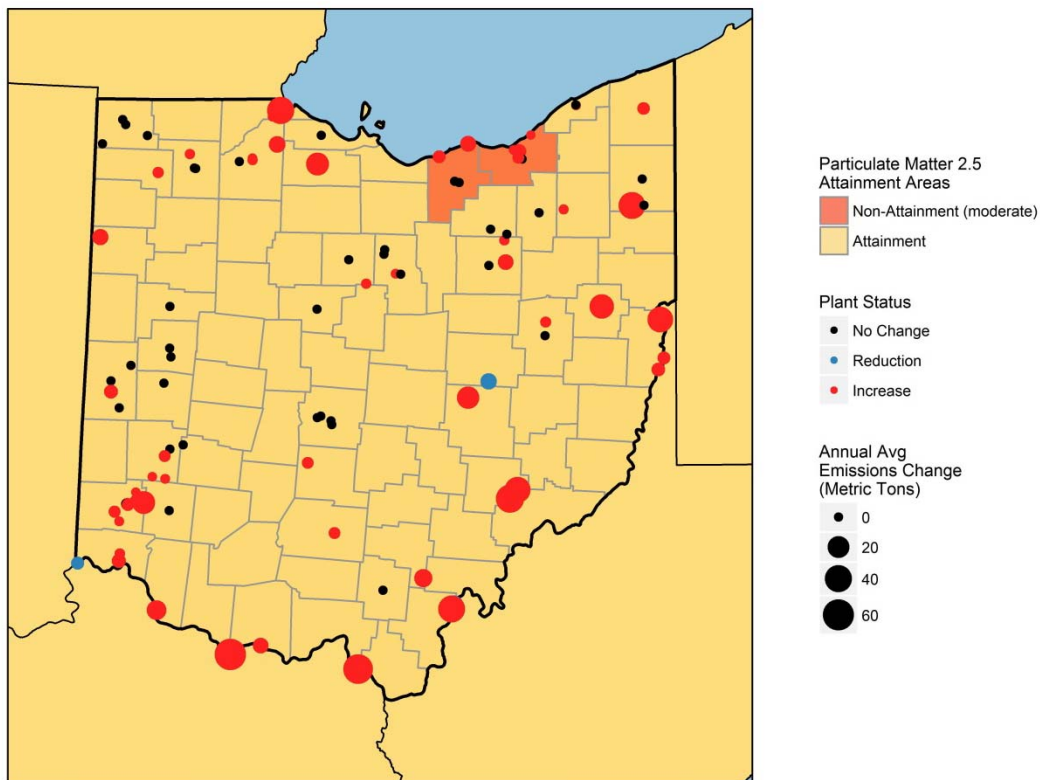 Particulate Matter 2.5
Attainment Areas
Non-Attainment (moderate)
Attainment
Plant Status
No Change
Reduction
Increase
Annual Avg
Emissions Change
(Metric Tons)
0
20
40
60